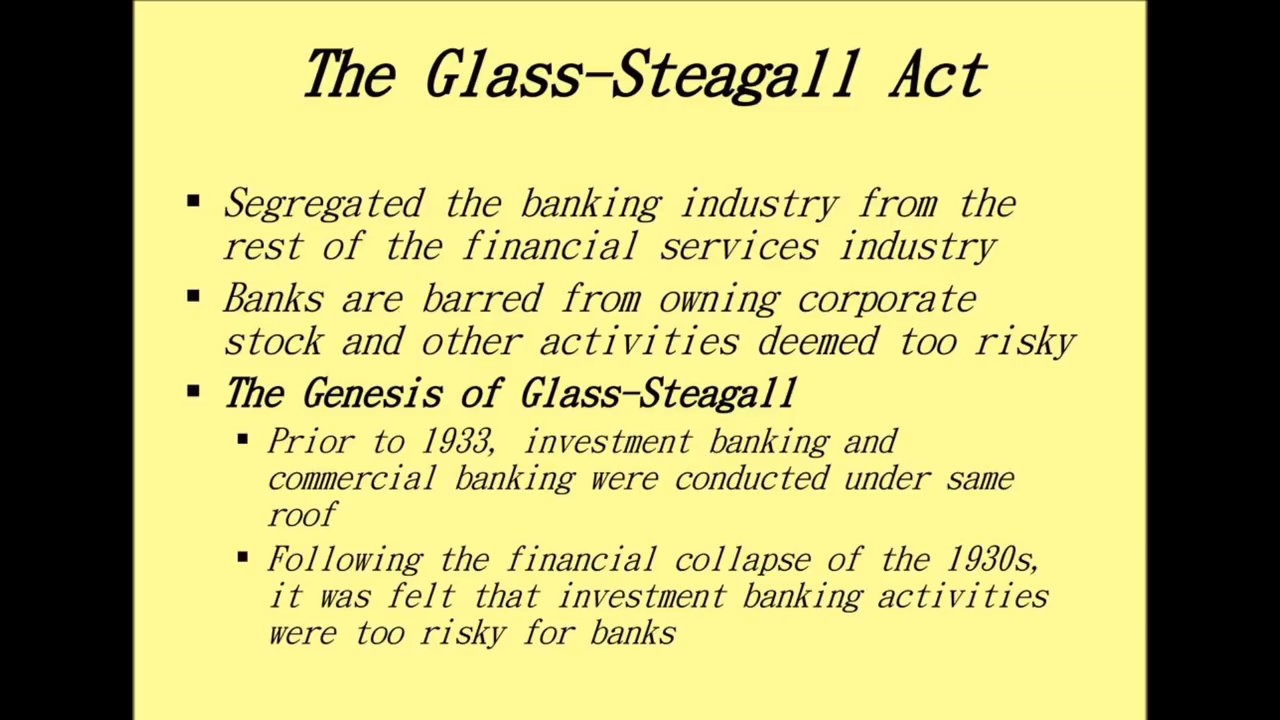 The Glass-Steagall Act
▪ Segregated the banking industry from the
rest of the financial services industry
▪ Banks are barred from owning corporate
stock and other activities deemed too risky
▪ The Genesis of Glass-Steagall
▪ Prior to 1933, investment banking and
commercial banking were conducted under same
roof
▪ Following the financial collapse of the 1930s,
it was felt that investment banking activities
were too risky for banks